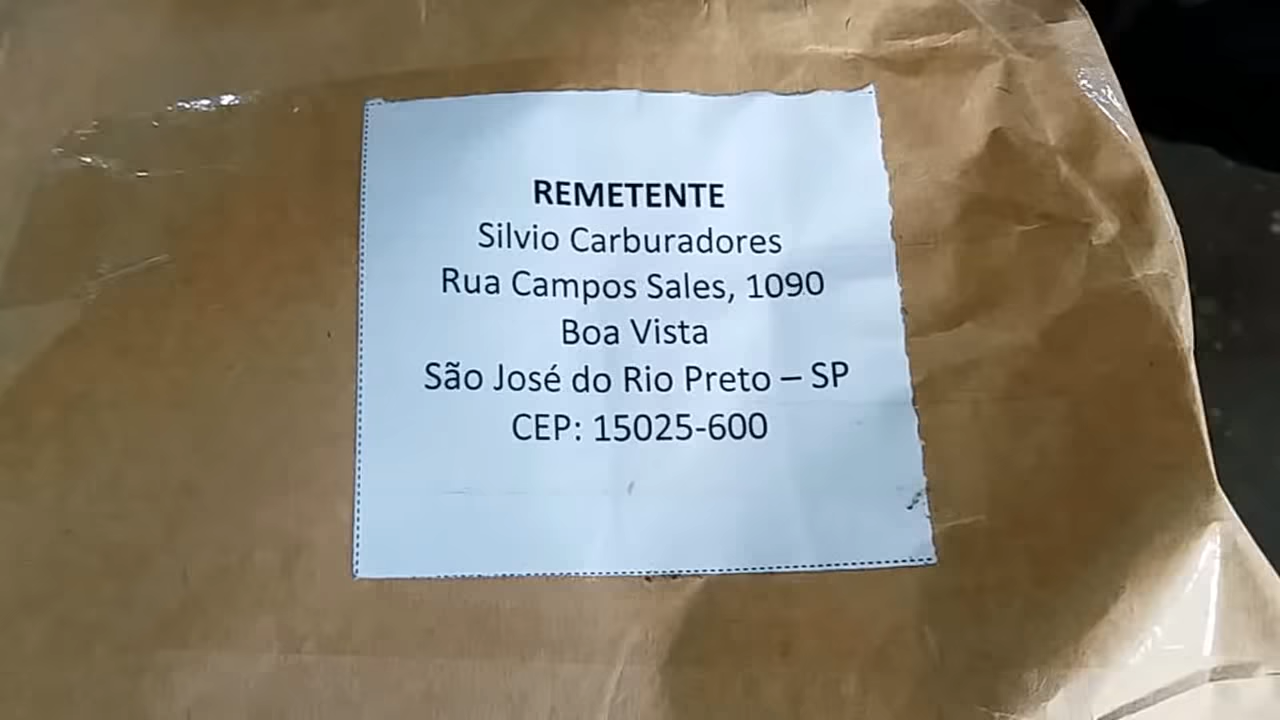 REMETENTE
Silvio Carburadores
Rua Campos Sales, 1090
Boa Vista
São José do Rio Preto – SP
CEP: 15025-600